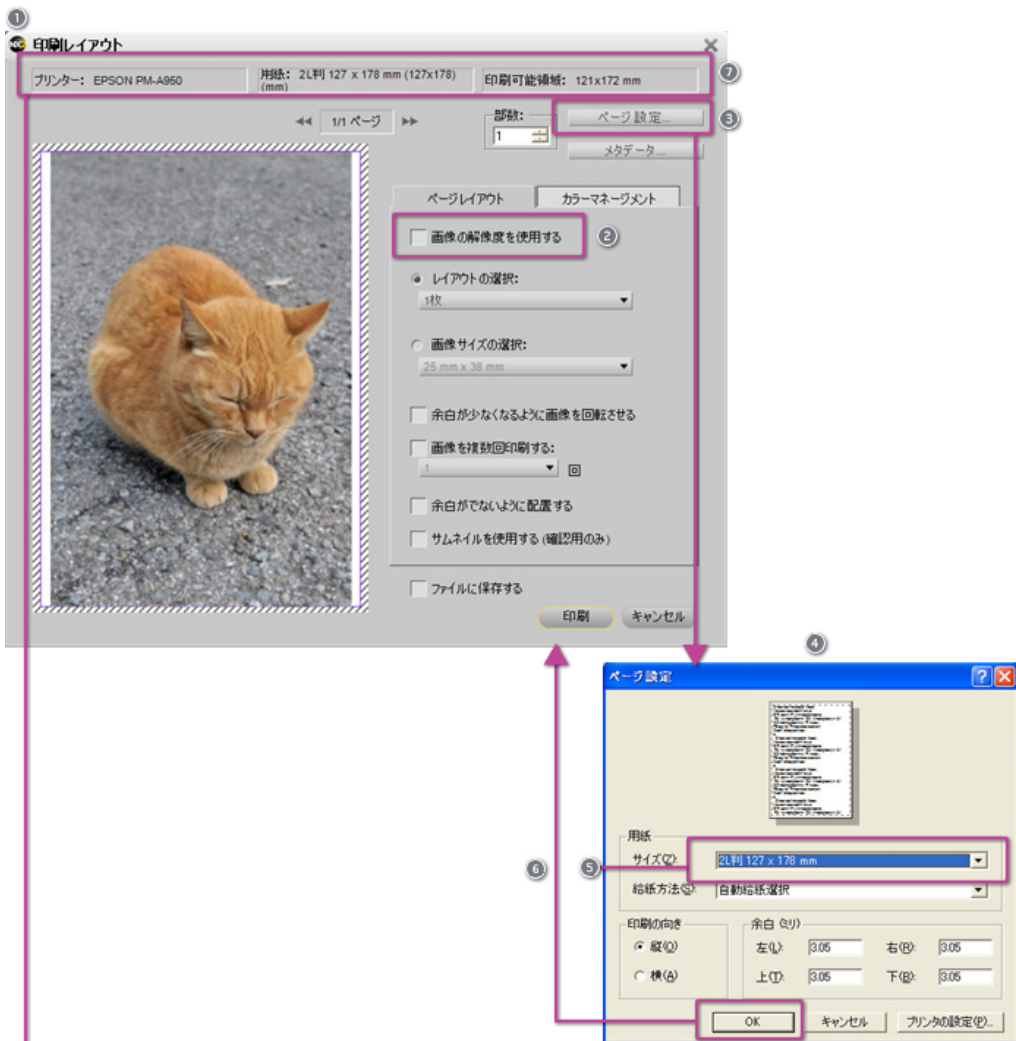 1
印刷レイアウト
プリンター: EPSON PM-A950
用紙: 2L判 127 x 178 mm (127x178)
(mm)
印刷可能領域: 121x172 mm
7
1/1 ページ
部数:
1
ページ設定...
3
メタデータ...
ページレイアウト
カラーマネージメント
画像の解像度を使用する
2
レイアウトの選択:
1枚
画像サイズの選択:
25 mm x 38 mm
余白が少なくなるように画像を回転させる
画像を複数回印刷する:
1
回
余白がでないように配置する
サムネイルを使用する (確認用のみ)
ファイルに保存する
印刷
キャンセル
4
ページ設定
用紙
サイズ(Z):
2L判 127 x 178 mm
5
6
給紙方法(S):
自動給紙選択
印刷の向き
縦(O)
横(A)
余白 (ミリ)
左(L):
3.05
右(R):
3.05
上(T):
3.05
下(B):
3.05
OK
キャンセル
プリンタの設定(P)...